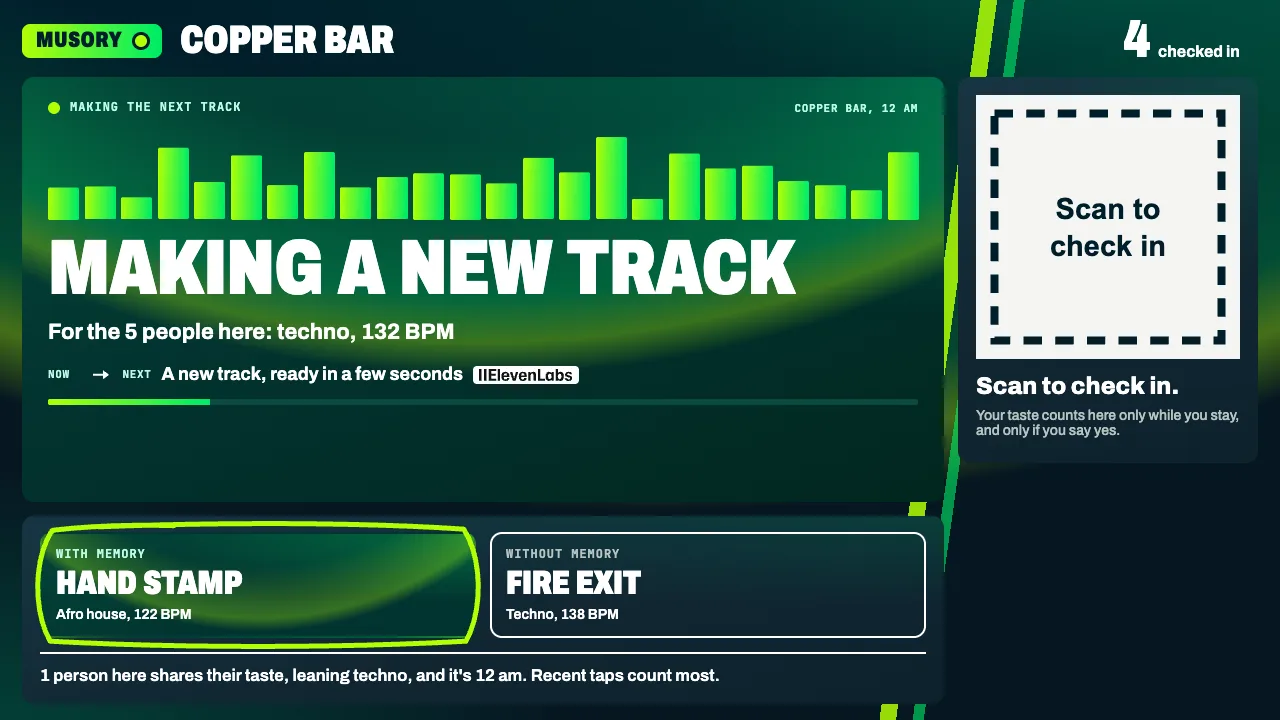 MUSORY
COPPER BAR
4 checked in
MAKING THE NEXT TRACK
COPPER BAR, 12 AM
MAKING A NEW TRACK
For the 5 people here: techno, 132 BPM
NOW → NEXT A new track, ready in a few seconds IIElevenLabs
Scan to
check in
Scan to check in.
Your taste counts here only while you stay,
and only if you say yes.
WITH MEMORY
HAND STAMP
Afro house, 122 BPM
WITHOUT MEMORY
FIRE EXIT
Techno, 138 BPM
1 person here shares their taste, leaning techno, and it's 12 am. Recent taps count most.